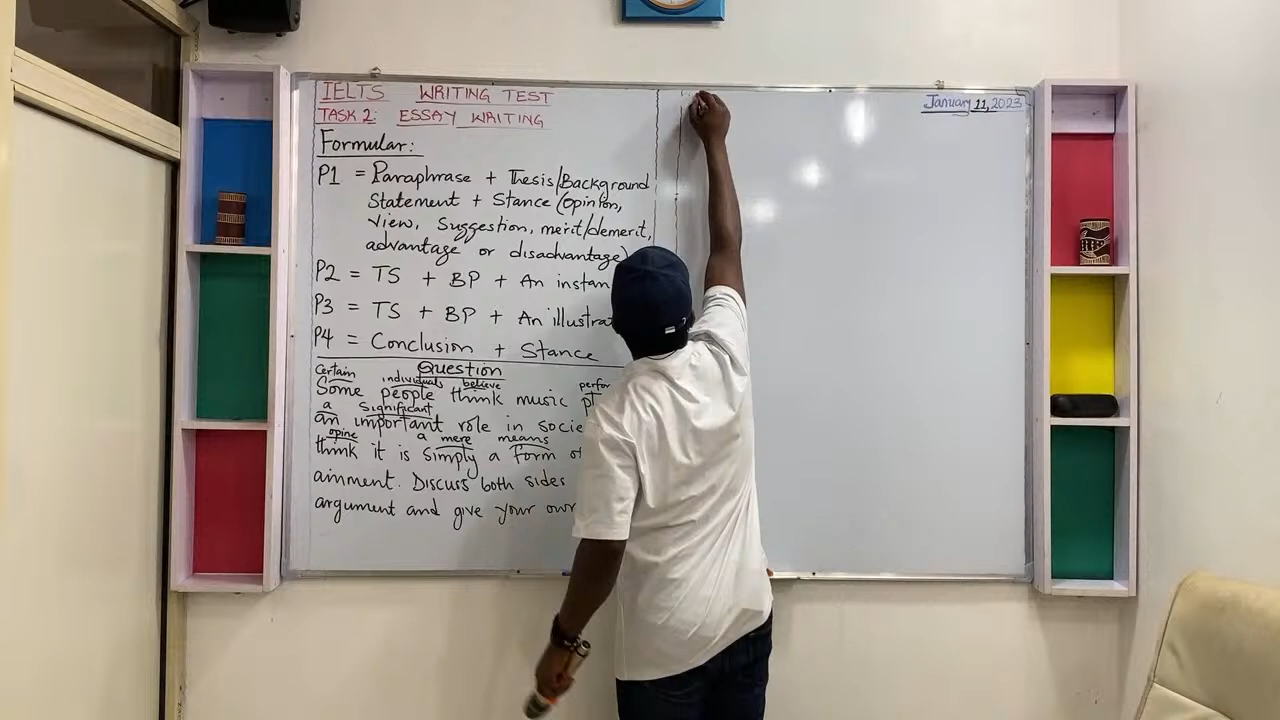 IELTS WRITING TEST
TASK 2: ESSAY WRITING
Formular:
P1 = Paraphrase + Thesis/Background
Statement + Stance (opinion,
view, suggestion, merit/demerit,
advantage or disadvantage)
P2 = TS + BP + An instan
P3 = TS + BP + An illustra
P4 = Conclusion + Stance
Question
Certain individuals believe perfor
Some people think music p
a significant
an important role in socie
opine a mere means
think it is simply a form of
ainment. Discuss both sides
argument and give your own
January 11, 2023